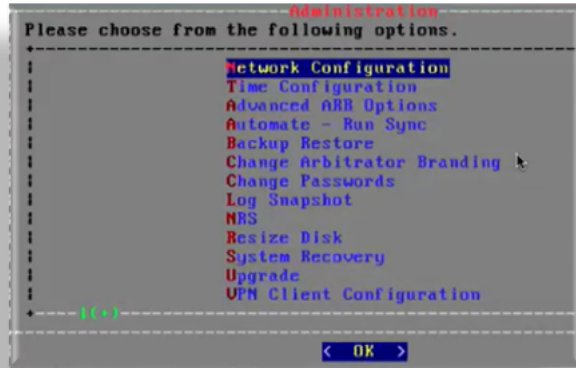 Administration
Please choose from the following options.
Network Configuration
Time Configuration
Advanced ARB Options
Automate - Run Sync
Backup Restore
Change Arbitrator Branding
Change Passwords
Log Snapshot
NRS
Resize Disk
System Recovery
Upgrade
VPN Client Configuration
↓(+)
< OK >